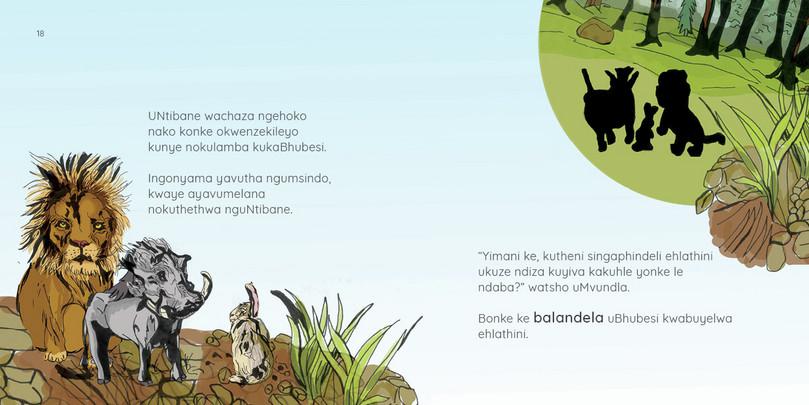 18
UNtibane wachaza ngehoko
nako konke okwenzekileyo
kunye nokulamba kukaBhubesi.
Ingonyama yavutha ngumsindo,
kwaye ayavumelana
nokuthethwa nguNtibane.
"Yimani ke, kutheni singaphindeli ehlathini
ukuze ndiza kuyiva kakuhle yonke le
ndaba?" watsho uMvundla.
Bonke ke balandela uBhubesi kwabuyelwa
ehlathini.